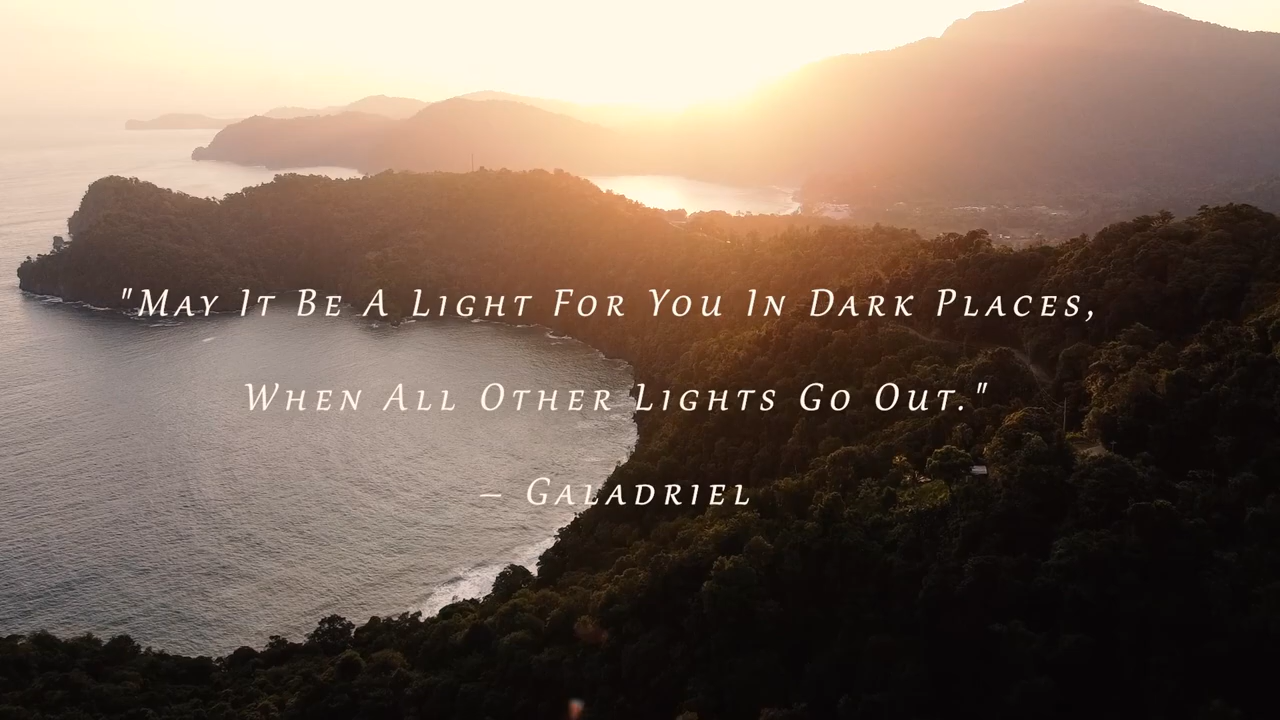 "May It Be A Light For You In Dark Places,
When All Other Lights Go Out."
– Galadriel